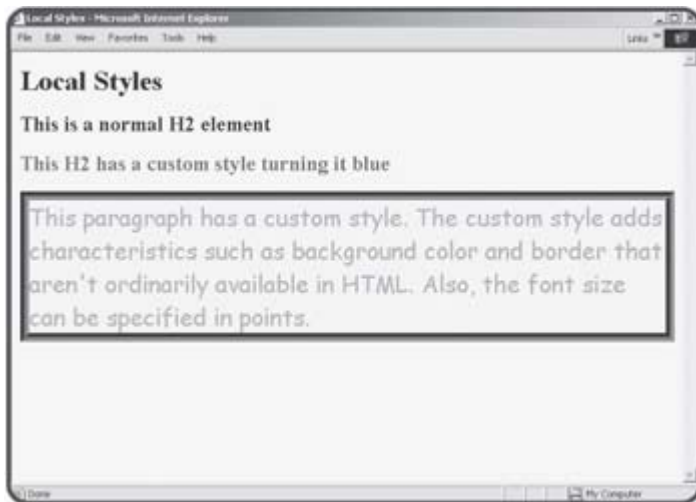 Local Styles - Microsoft Internet Explorer
File Edit View Favorites Tools Help
Links »
Local Styles
This is a normal H2 element
This H2 has a custom style turning it blue
This paragraph has a custom style. The custom style adds
characteristics such as background color and border that
aren't ordinarily available in HTML. Also, the font size
can be specified in points.
Done
My Computer